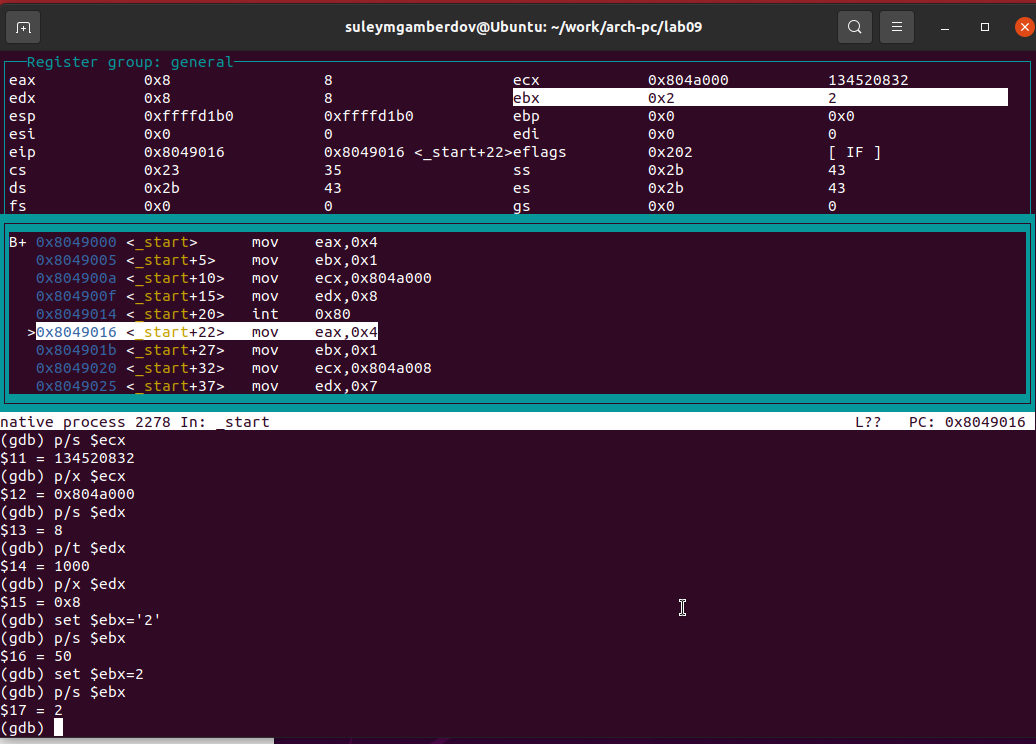 suleymgamberdov@Ubuntu: ~/work/arch-pc/lab09
Register group: general
eax 0x8 8 ecx 0x804a000 134520832
edx 0x8 8 ebx 0x2 2
esp 0xffffd1b0 0xffffd1b0 ebp 0x0 0x0
esi 0x0 0 edi 0x0 0
eip 0x8049016 0x8049016 <_start+22>eflags 0x202 [ IF ]
cs 0x23 35 ss 0x2b 43
ds 0x2b 43 es 0x2b 43
fs 0x0 0 gs 0x0 0
B+ 0x8049000 <_start> mov eax,0x4
0x8049005 <_start+5> mov ebx,0x1
0x804900a <_start+10> mov ecx,0x804a000
0x804900f <_start+15> mov edx,0x8
0x8049014 <_start+20> int 0x80
>0x8049016 <_start+22> mov eax,0x4
0x804901b <_start+27> mov ebx,0x1
0x8049020 <_start+32> mov ecx,0x804a008
0x8049025 <_start+37> mov edx,0x7
native process 2278 In: _start L?? PC: 0x8049016
(gdb) p/s $ecx
$11 = 134520832
(gdb) p/x $ecx
$12 = 0x804a000
(gdb) p/s $edx
$13 = 8
(gdb) p/t $edx
$14 = 1000
(gdb) p/x $edx
$15 = 0x8
(gdb) set $ebx='2'
(gdb) p/s $ebx
$16 = 50
(gdb) set $ebx=2
(gdb) p/s $ebx
$17 = 2
(gdb)